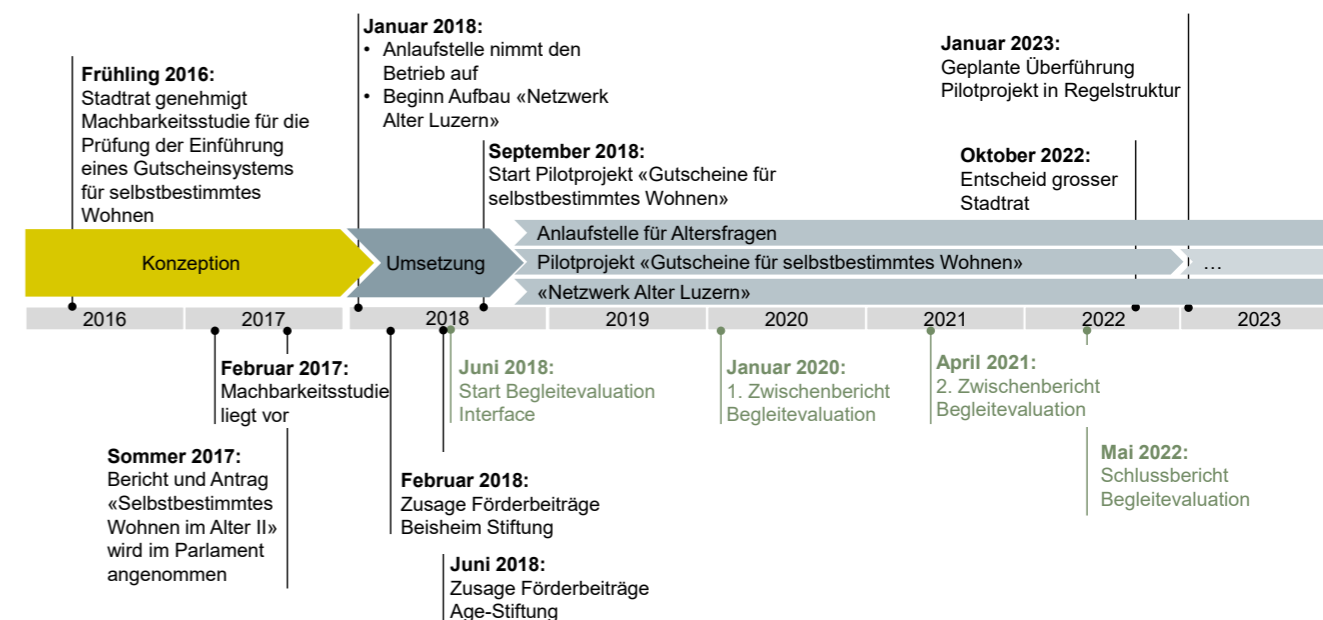 Frühling 2016:
Stadtrat genehmigt
Machbarkeitsstudie für die
Prüfung der Einführung
eines Gutscheinsystems
für selbstbestimmtes
Wohnen
Januar 2018:
• Anlaufstelle nimmt den
Betrieb auf
• Beginn Aufbau «Netzwerk
Alter Luzern»
September 2018:
Start Pilotprojekt «Gutscheine für
selbstbestimmtes Wohnen»
Januar 2023:
Geplante Überführung
Pilotprojekt in Regelstruktur
Oktober 2022:
Entscheid grosser
Stadtrat
Konzeption
Umsetzung
Anlaufstelle für Altersfragen
Pilotprojekt «Gutscheine für selbstbestimmtes Wohnen»
...
«Netzwerk Alter Luzern»
2016
2017
2018
2019
2020
2021
2022
2023
Februar 2017:
Machbarkeitsstudie
liegt vor
Sommer 2017:
Bericht und Antrag
«Selbstbestimmtes
Wohnen im Alter II»
wird im Parlament
angenommen
Juni 2018:
Start Begleitevaluation
Interface
Februar 2018:
Zusage Förderbeiträge
Beisheim Stiftung
Juni 2018:
Zusage Förderbeiträge
Age-Stiftung
Januar 2020:
1. Zwischenbericht
Begleitevaluation
April 2021:
2. Zwischenbericht
Begleitevaluation
Mai 2022:
Schlussbericht
Begleitevaluation